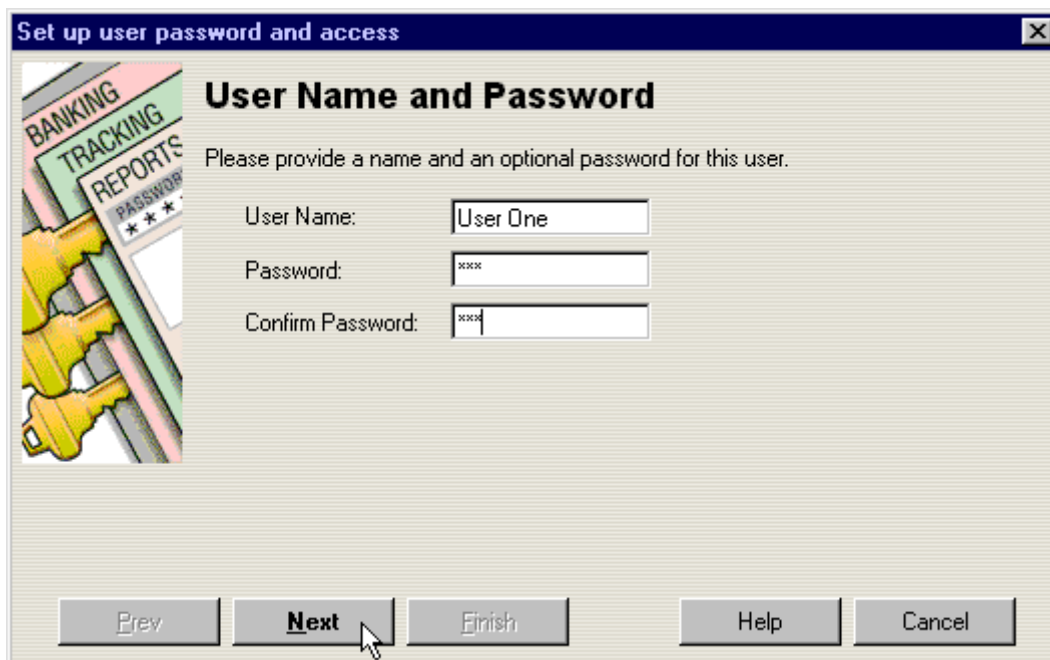 Set up user password and access
BANKING
TRACKING
REPORTS
PASSWORD
****
User Name and Password
Please provide a name and an optional password for this user.
User Name: User One
Password: ***
Confirm Password: ***
Prev Next Finish Help Cancel